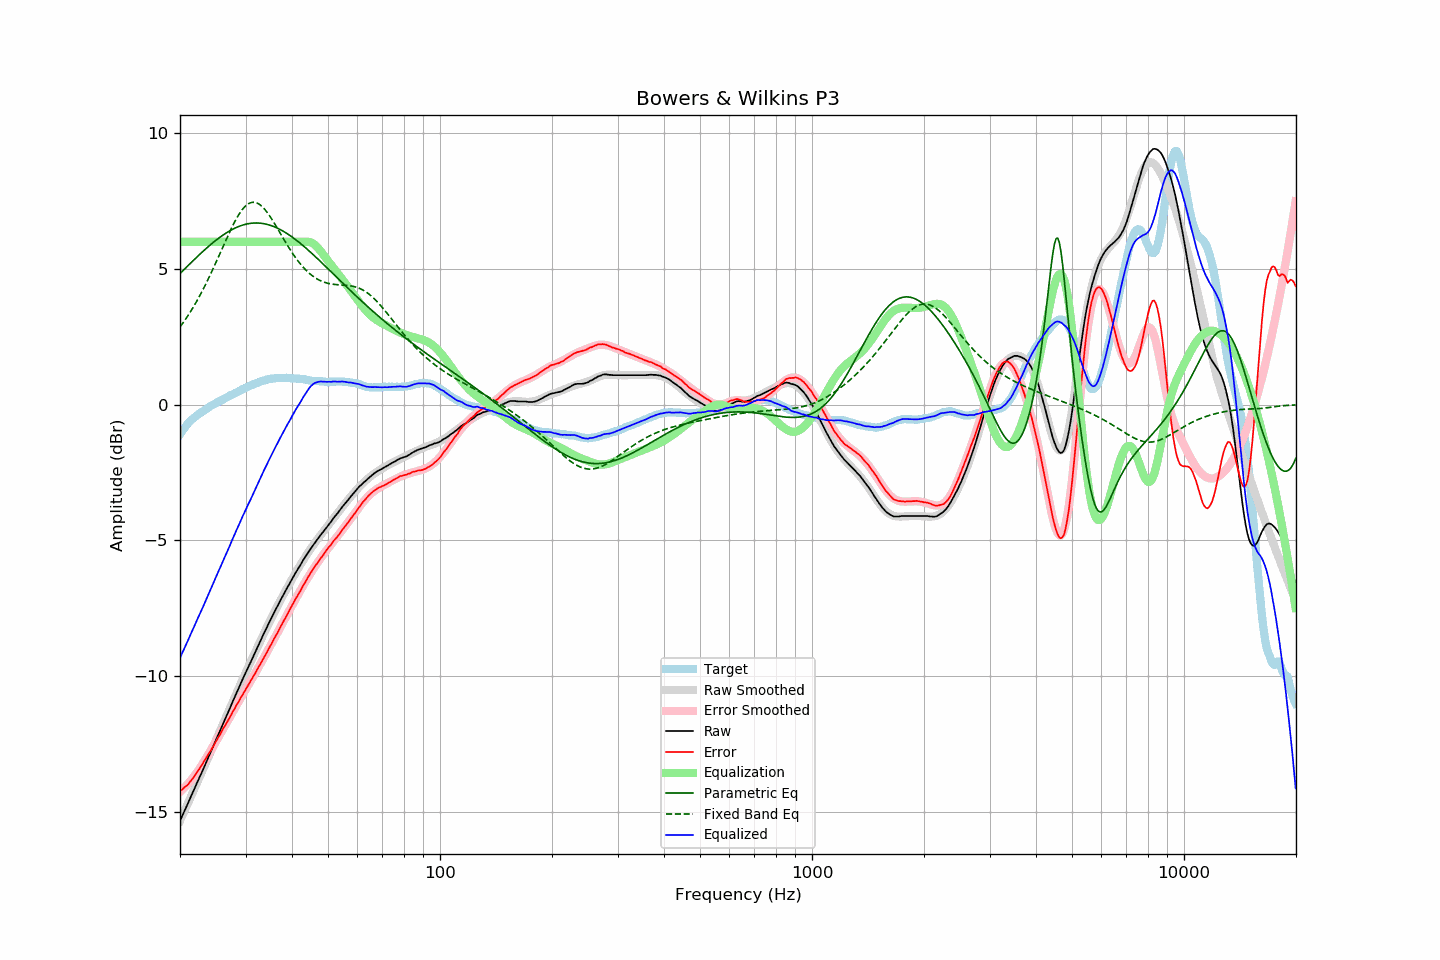 Bowers & Wilkins P3
10
5
0
−5
−10
−15
Amplitude (dBr)
100
1000
10000
Frequency (Hz)
Target
Raw Smoothed
Error Smoothed
Raw
Error
Equalization
Parametric Eq
Fixed Band Eq
Equalized